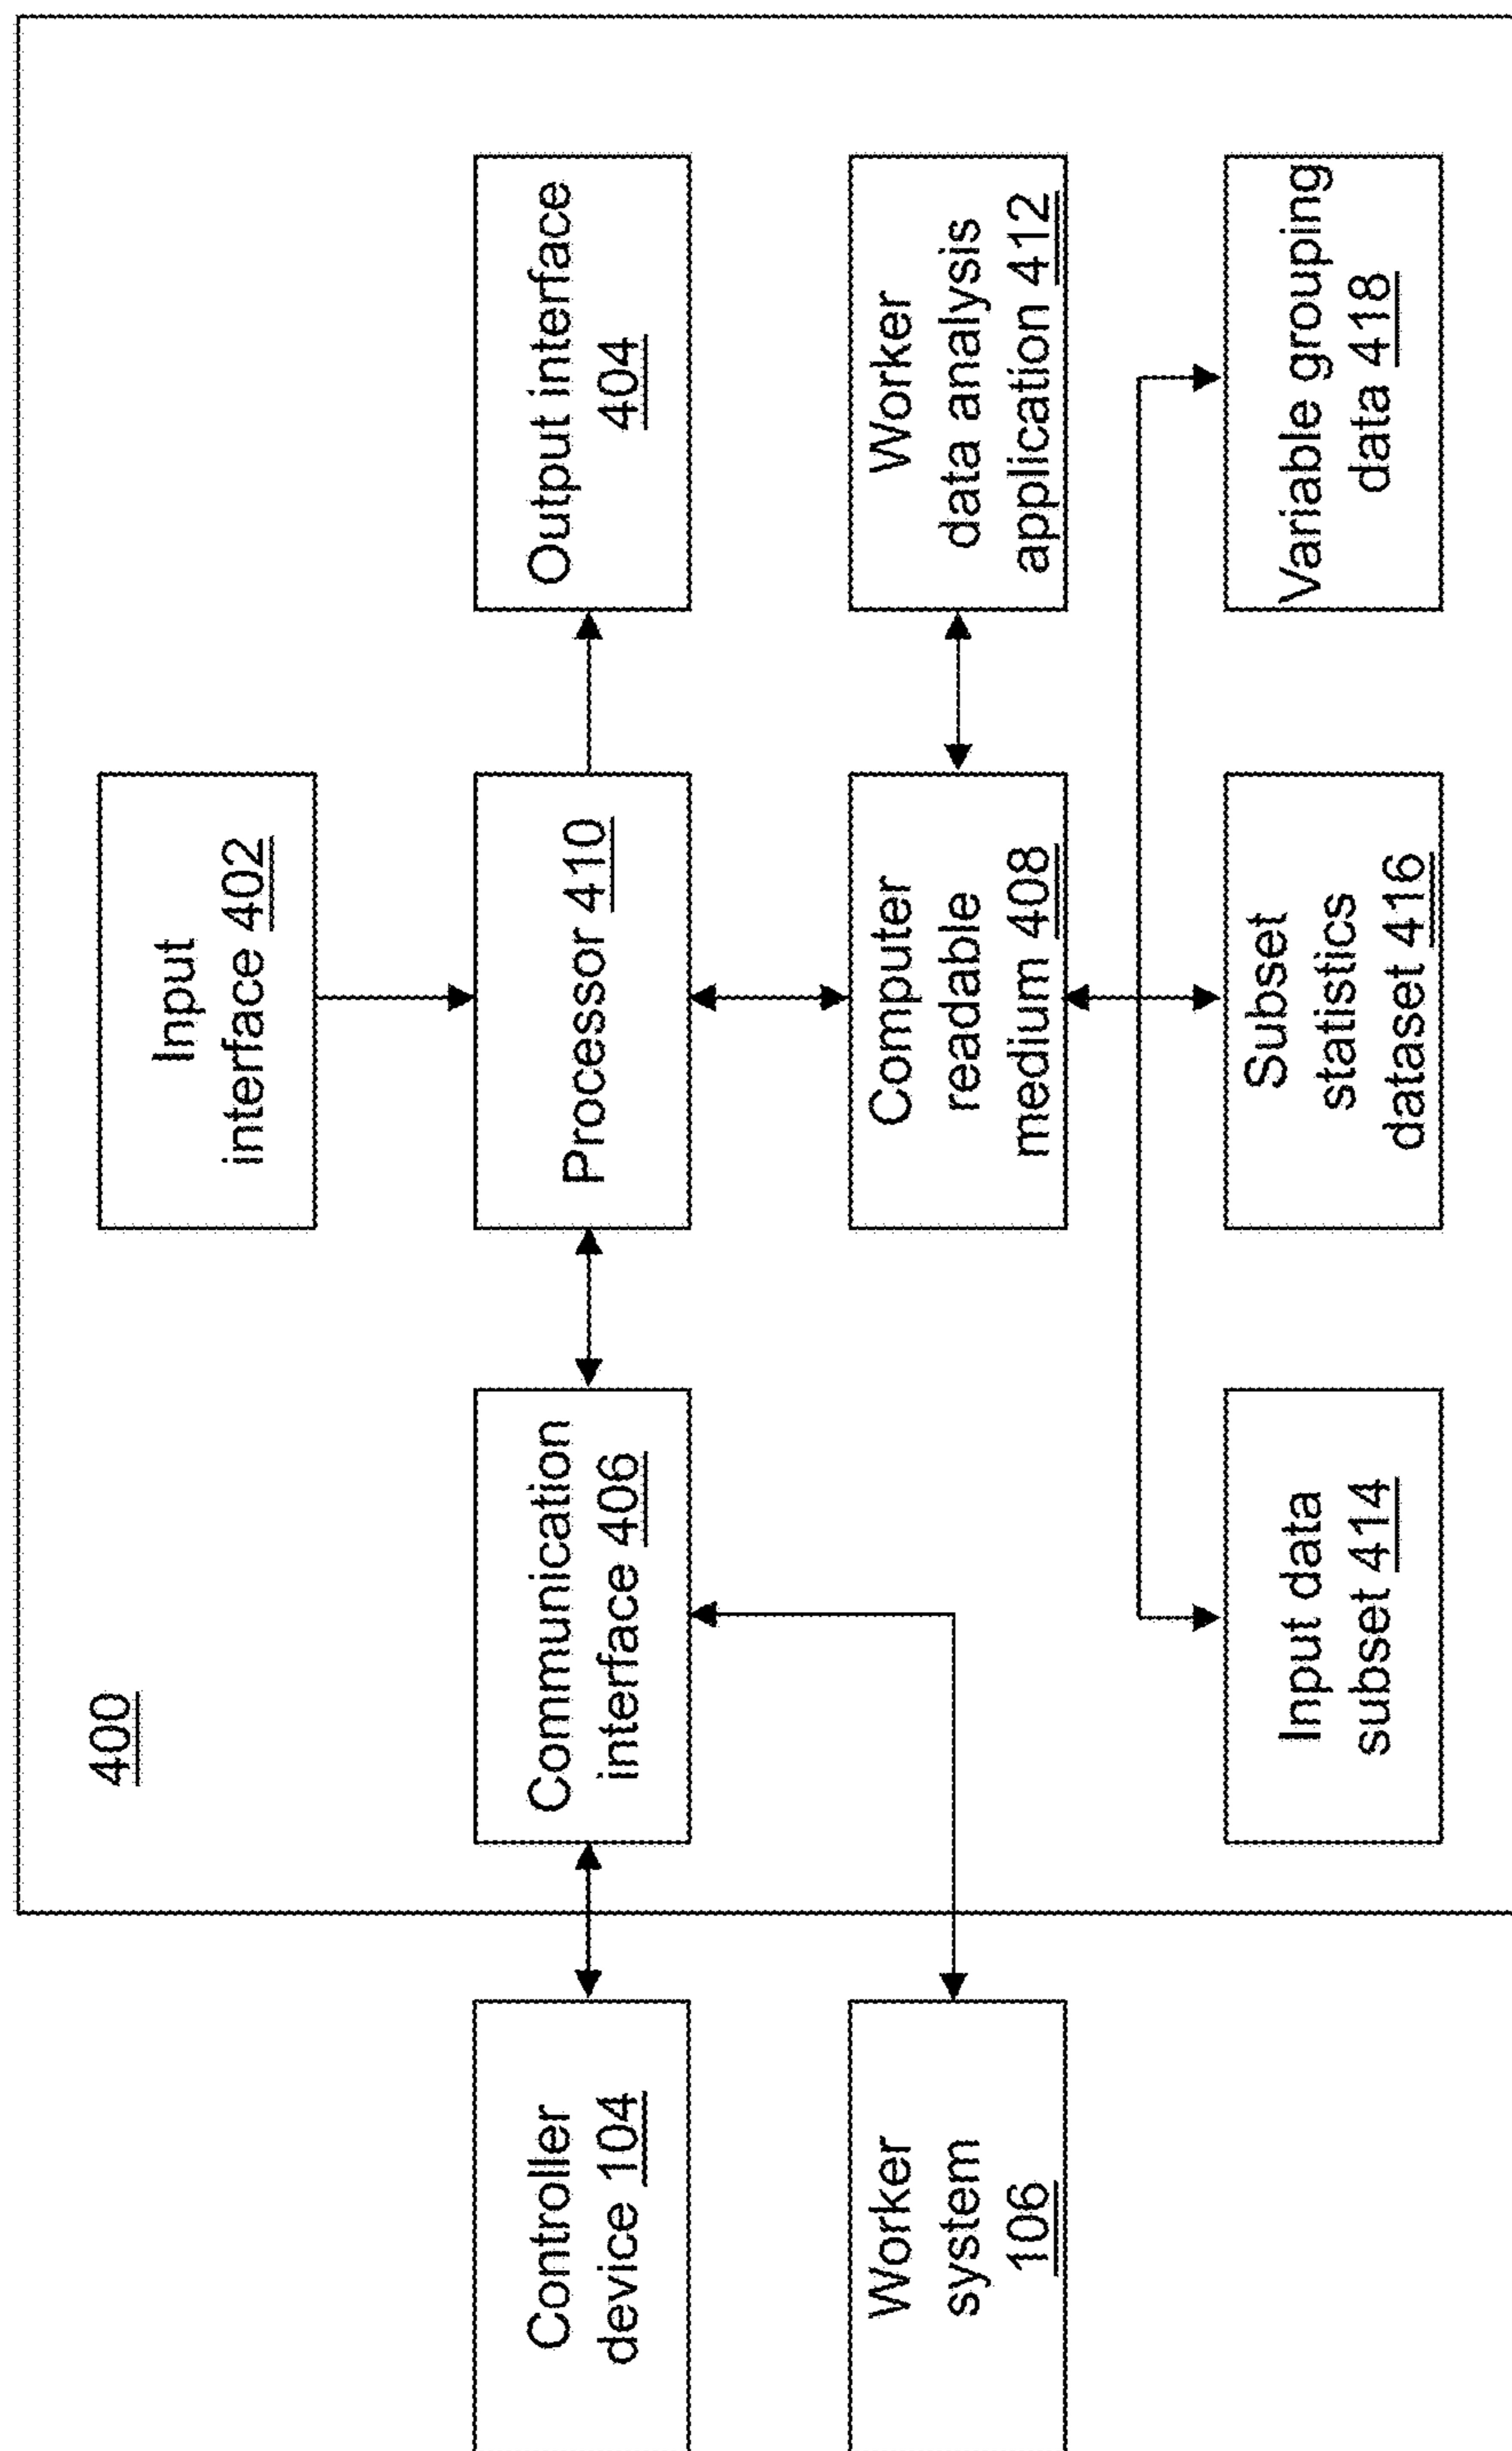 400
Input
interface 402
Controller
device 104
Communication
interface 406
Processor 410
Output interface
404
Worker
system
106
Computer
readable
medium 408
Worker
data analysis
application 412
Input data
subset 414
Subset
statistics
dataset 416
Variable grouping
data 418